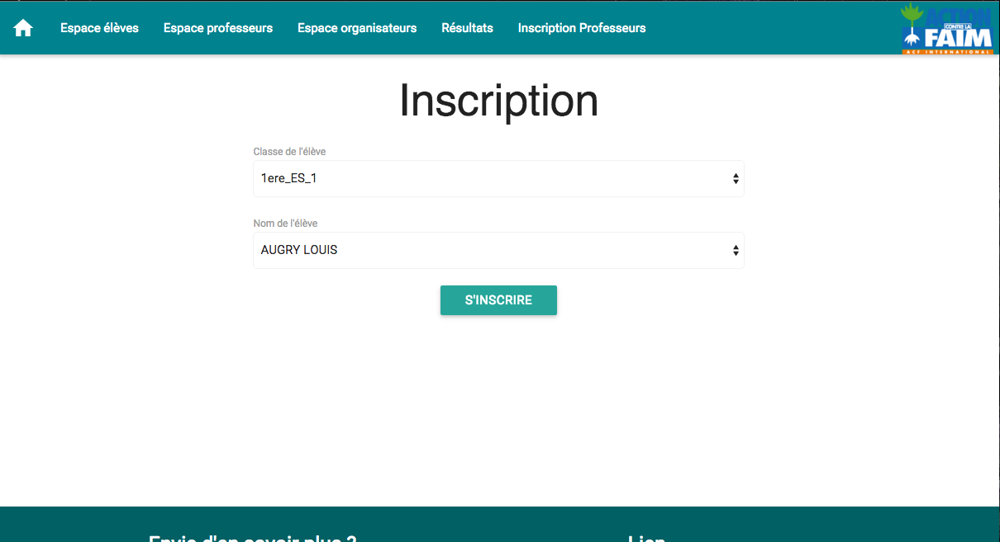 Espace élèves Espace professeurs Espace organisateurs Résultats Inscription Professeurs
ACTION
CONTRE LA
FAIM
ACF INTERNATIONAL
Inscription
Classe de l'élève
1ere_ES_1
Nom de l'élève
AUGRY LOUIS
S'INSCRIRE
Envie d'en savoir plus ? Lien